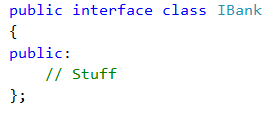 public interface class IBank
{
public:
    // Stuff
};